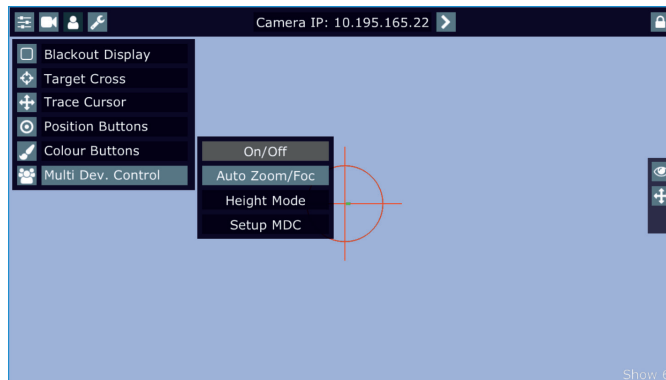 Camera IP: 10.195.165.22
Blackout Display
Target Cross
Trace Cursor
Position Buttons
Colour Buttons
Multi Dev. Control
On/Off
Auto Zoom/Foc
Height Mode
Setup MDC
Show